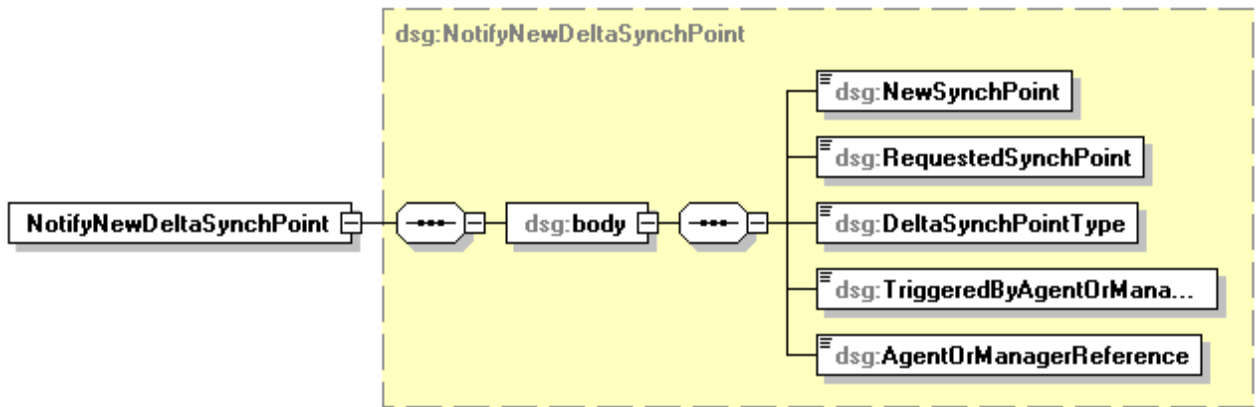 dsg:NotifyNewDeltaSynchPoint
dsg:NewSynchPoint
dsg:RequestedSynchPoint
NotifyNewDeltaSynchPoint
dsg:body
dsg:DeltaSynchPointType
dsg:TriggeredByAgentOrMana...
dsg:AgentOrManagerReference